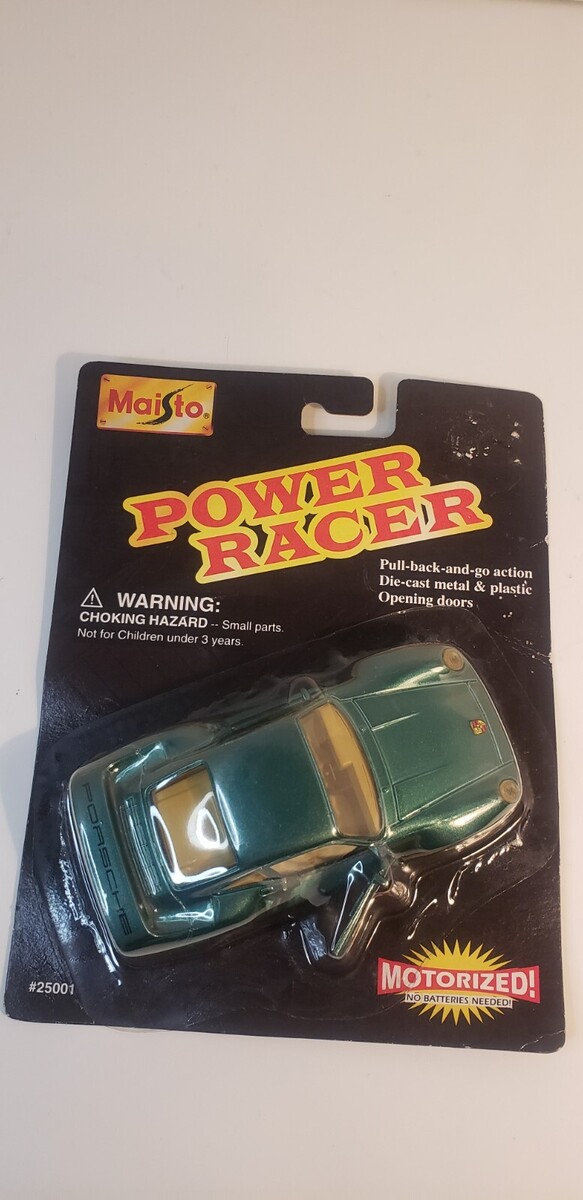 Maisto
POWER
RACER
Pull-back-and-go action
Die-cast metal & plastic
Opening doors
⚠ WARNING:
CHOKING HAZARD -- Small parts.
Not for Children under 3 years.
PORSCHE
#25001
MOTORIZED!
NO BATTERIES NEEDED!